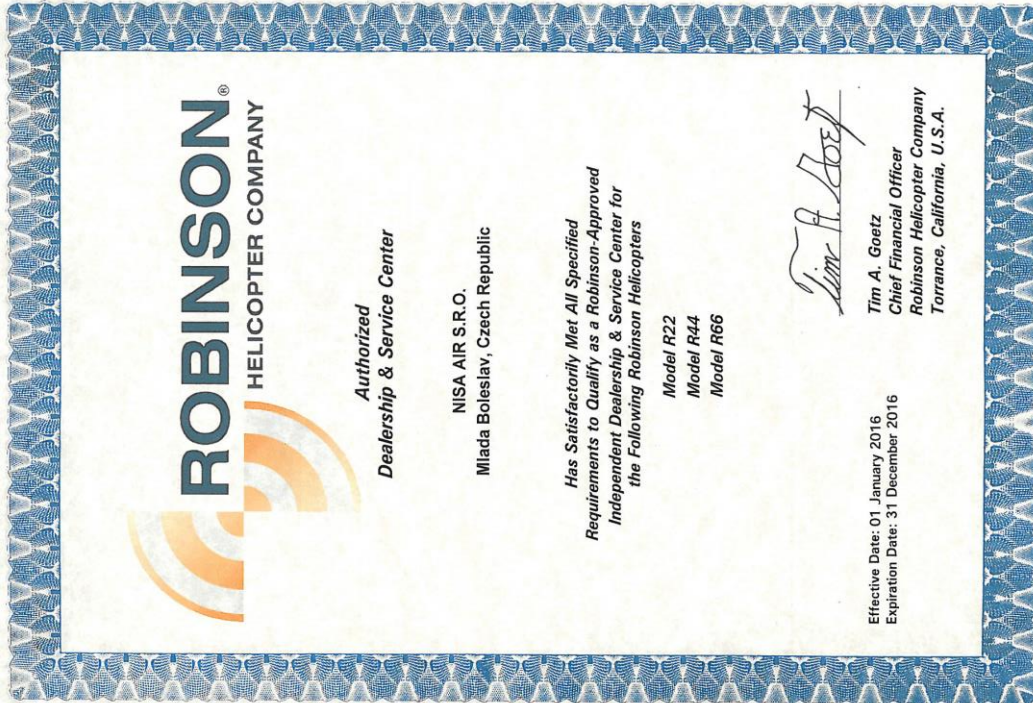 ROBINSON®
HELICOPTER COMPANY
Authorized
Dealership & Service Center
NISA AIR S.R.O.
Mlada Boleslav, Czech Republic
Has Satisfactorily Met All Specified
Requirements to Qualify as a Robinson-Approved
Independent Dealership & Service Center for
the Following Robinson Helicopters
Model R22
Model R44
Model R66
Effective Date: 01 January 2016
Expiration Date: 31 December 2016
Tim A. Goetz
Tim A. Goetz
Chief Financial Officer
Robinson Helicopter Company
Torrance, California, U.S.A.